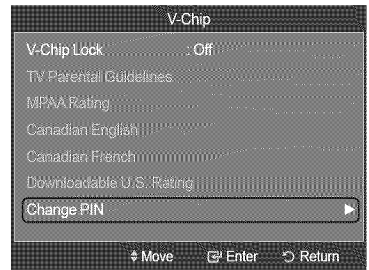 V-Chip
V-Chip Lock : Off
TV Parental Guidelines
MPAA Rating
Canadian English
Canadian French
Downloadable U.S. Rating
Change PIN
Move Enter Return